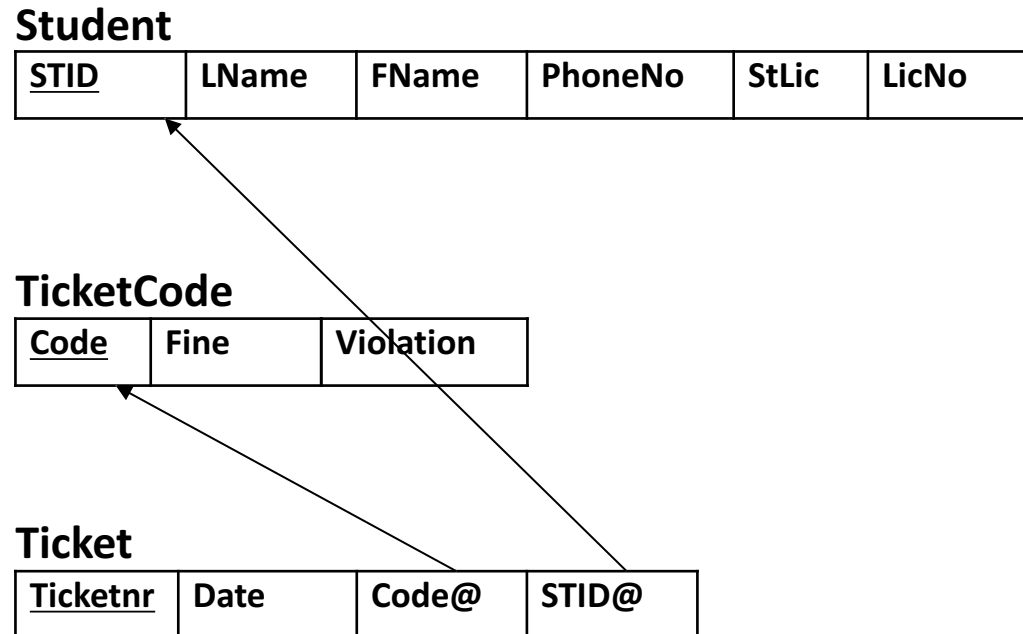 Student
STID LName FName PhoneNo StLic LicNo
TicketCode
Code Fine Violation
Ticket
Ticketnr Date Code@ STID@